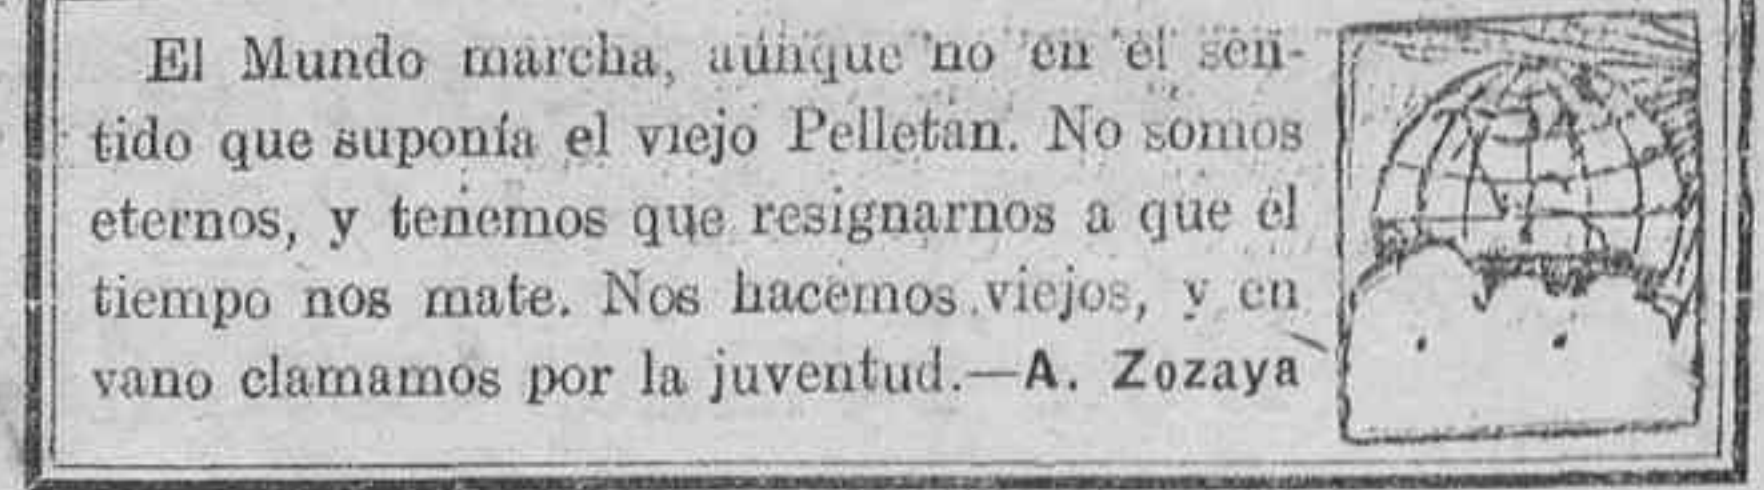 El Mundo marcha, aunque no en el sen-
tido que suponía el viejo Pelletan. No somos
eternos, y tenemos que resignarnos a que el
tiempo nos mate. Nos hacemos viejos, y en
vano clamamos por la juventud.—A. Zozaya